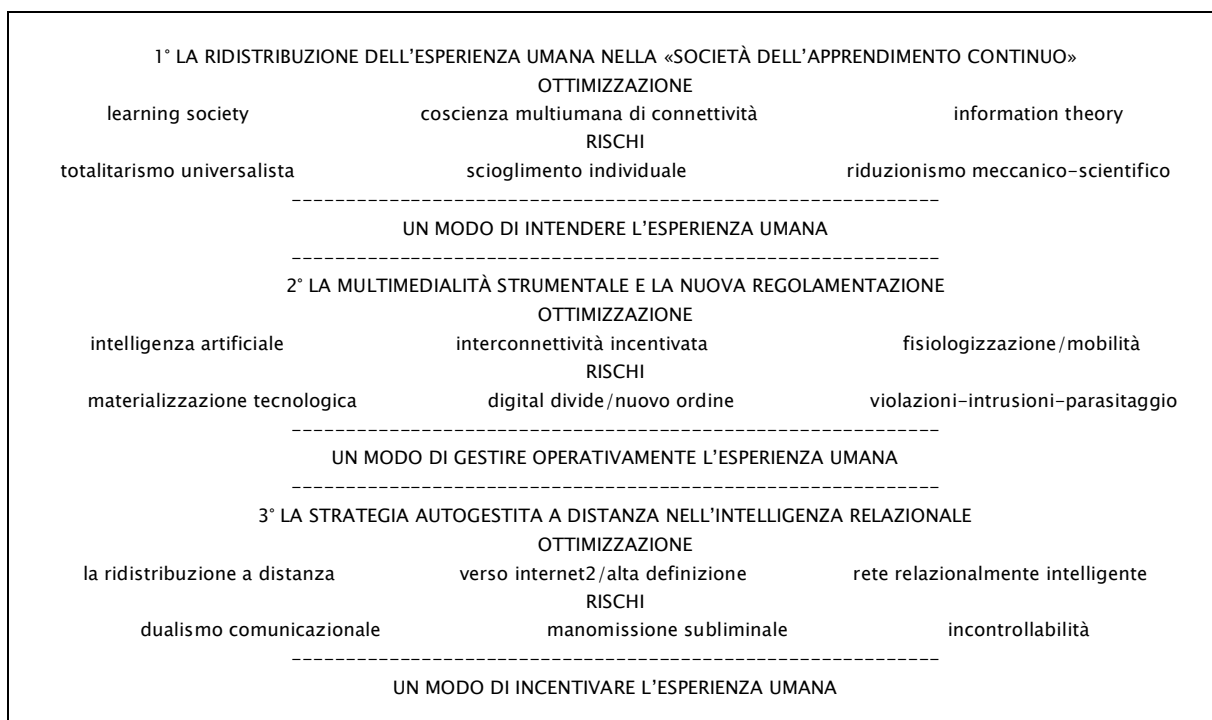 1° LA RIDISTRIBUZIONE DELL’ESPERIENZA UMANA NELLA «SOCIETÀ DELL’APPRENDIMENTO CONTINUO»
OTTIMIZZAZIONE
learning society coscienza multiumana di connettività information theory
RISCHI
totalitarismo universalista scioglimento individuale riduzionismo meccanico-scientifico
------------------------------------------------------------
UN MODO DI INTENDERE L’ESPERIENZA UMANA
------------------------------------------------------------
2° LA MULTIMEDIALITÀ STRUMENTALE E LA NUOVA REGOLAMENTAZIONE
OTTIMIZZAZIONE
intelligenza artificiale interconnettività incentivata fisiologizzazione/mobilità
RISCHI
materializzazione tecnologica digital divide/nuovo ordine violazioni-intrusioni-parasitaggio
------------------------------------------------------------
UN MODO DI GESTIRE OPERATIVAMENTE L’ESPERIENZA UMANA
------------------------------------------------------------
3° LA STRATEGIA AUTOGESTITA A DISTANZA NELL’INTELLIGENZA RELAZIONALE
OTTIMIZZAZIONE
la ridistribuzione a distanza verso internet2/alta definizione rete relazionalmente intelligente
RISCHI
dualismo comunicazionale manomissione subliminale incontrollabilità
------------------------------------------------------------
UN MODO DI INCENTIVARE L’ESPERIENZA UMANA